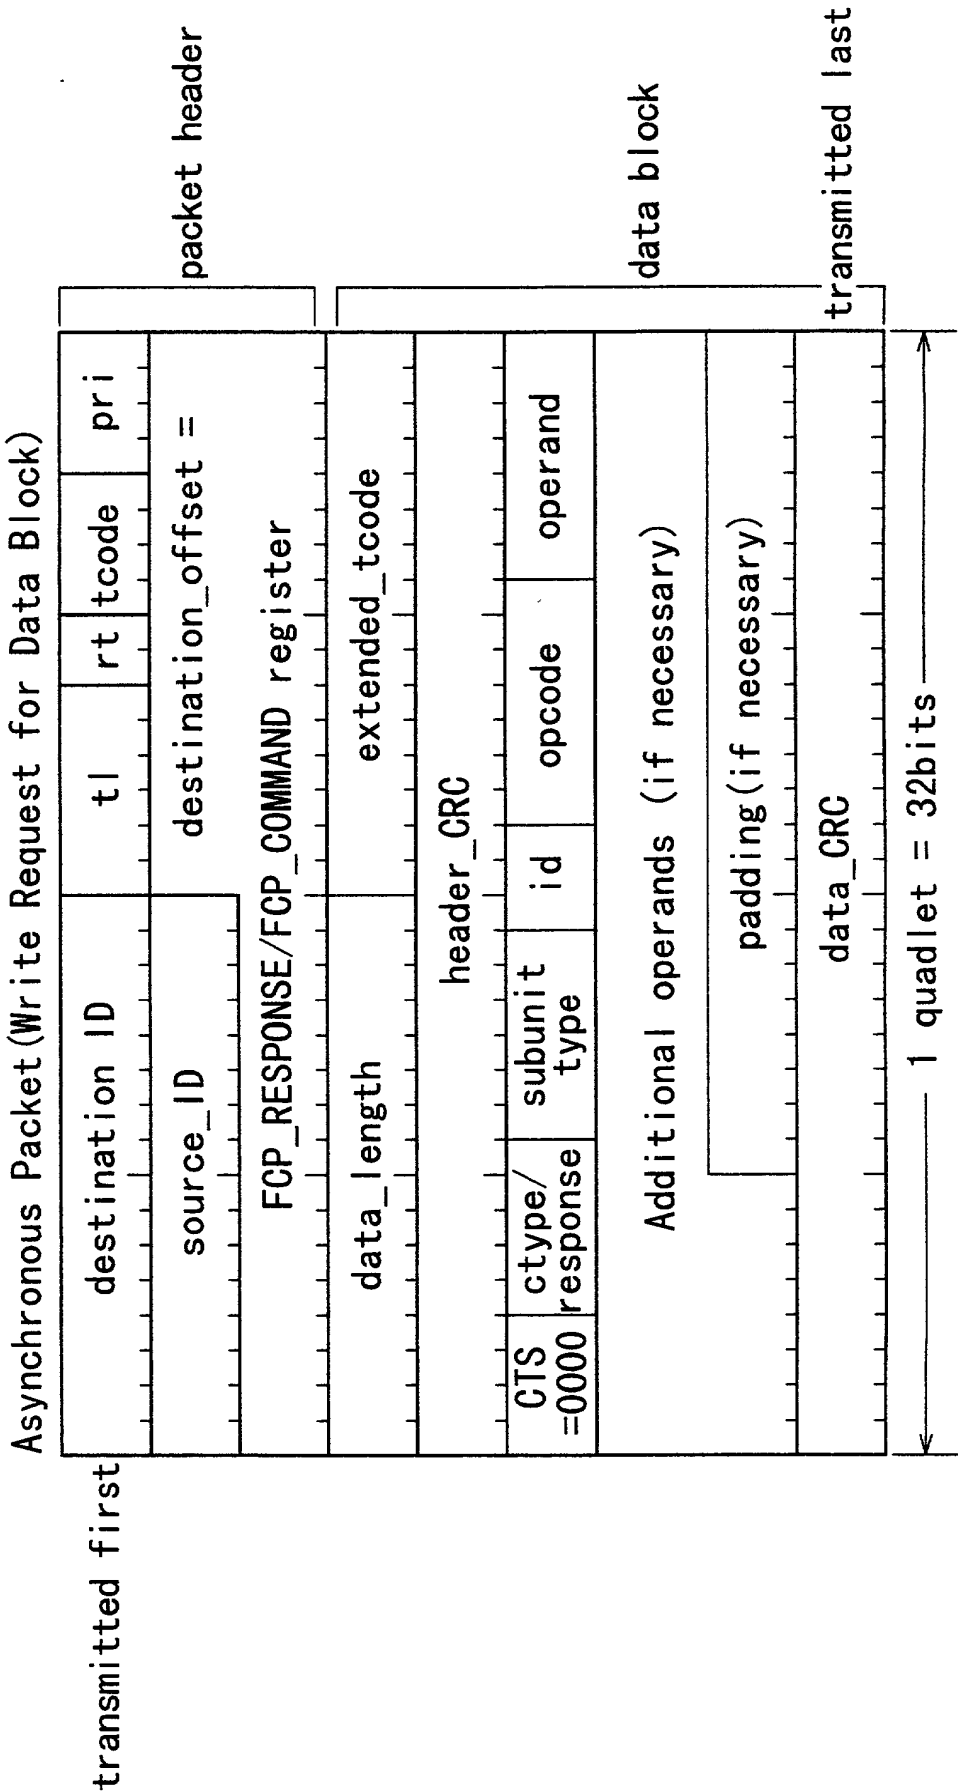 Asynchronous Packet(Write Request for Data Block)
transmitted first
destination ID
tl
rt
tcode
pri
packet header
source_ID
destination_offset =
FCP_RESPONSE/FCP_COMMAND register
data_length
extended_tcode
header_CRC
CTS
=0000
ctype/
response
subunit
type
id
opcode
operand
data block
Additional operands (if necessary)
padding(if necessary)
data_CRC
transmitted last
1 quadlet = 32bits